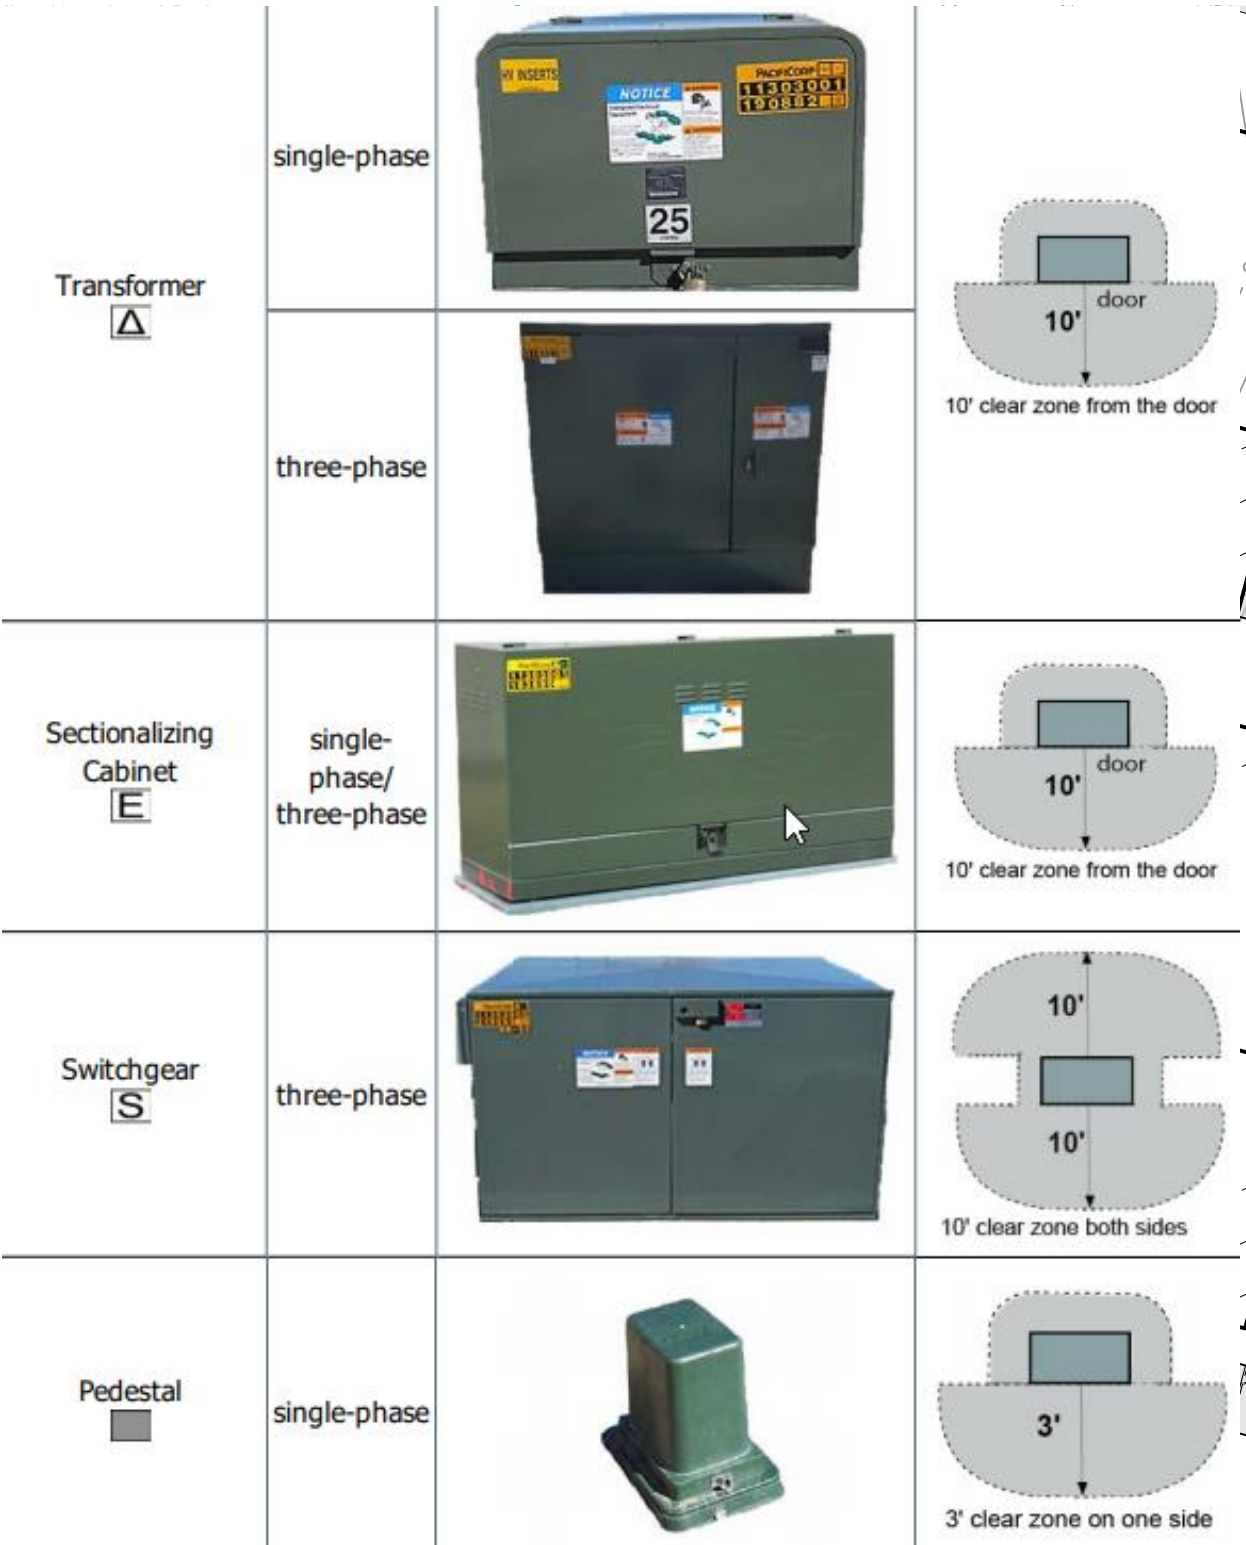 Transformer
Δ
single-phase
HV INSERTS
NOTICE
PACIFICORP
11303001
190882
25
door
10'
10' clear zone from the door
three-phase
Sectionalizing
Cabinet
E
single-
phase/
three-phase
NOTICE
door
10'
10' clear zone from the door
Switchgear
S
three-phase
NOTICE
10'
10'
10' clear zone both sides
Pedestal
single-phase
3'
3' clear zone on one side